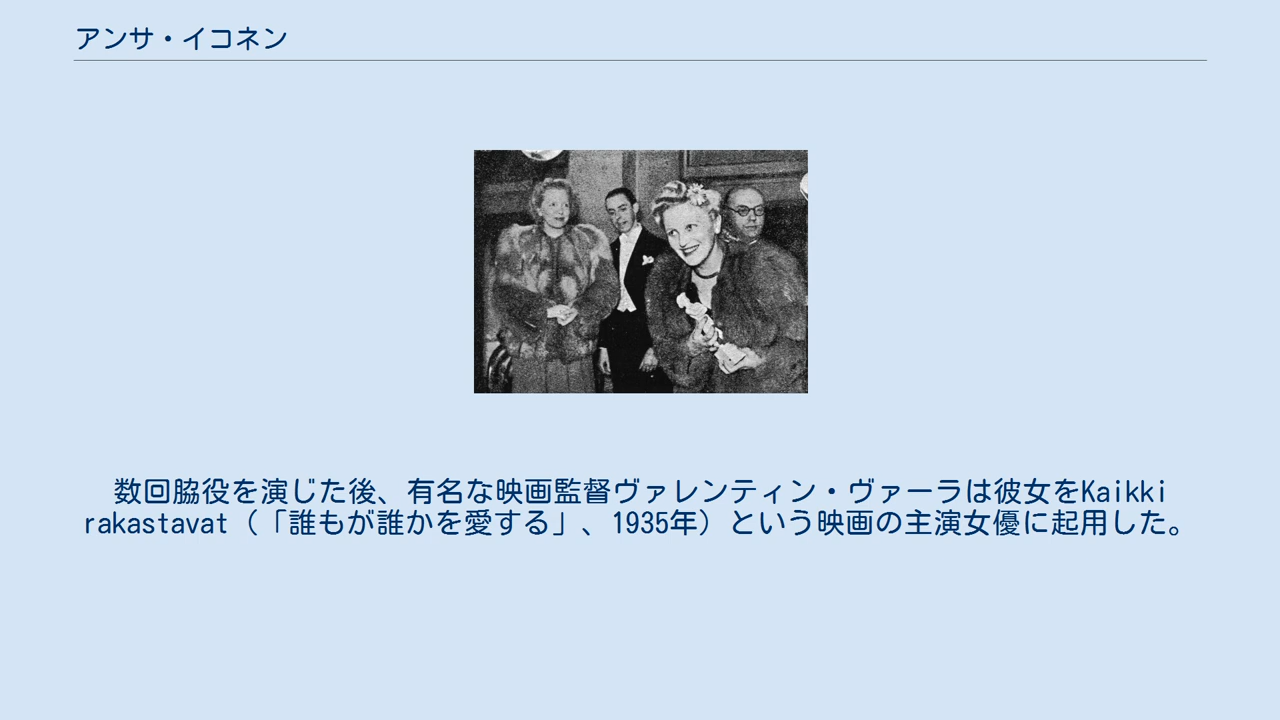 アンサ・イコネン
数回脇役を演じた後、有名な映画監督ヴァレンティン・ヴァーラは彼女をKaikki
rakastavat（「誰もが誰かを愛する」、1935年）という映画の主演女優に起用した。